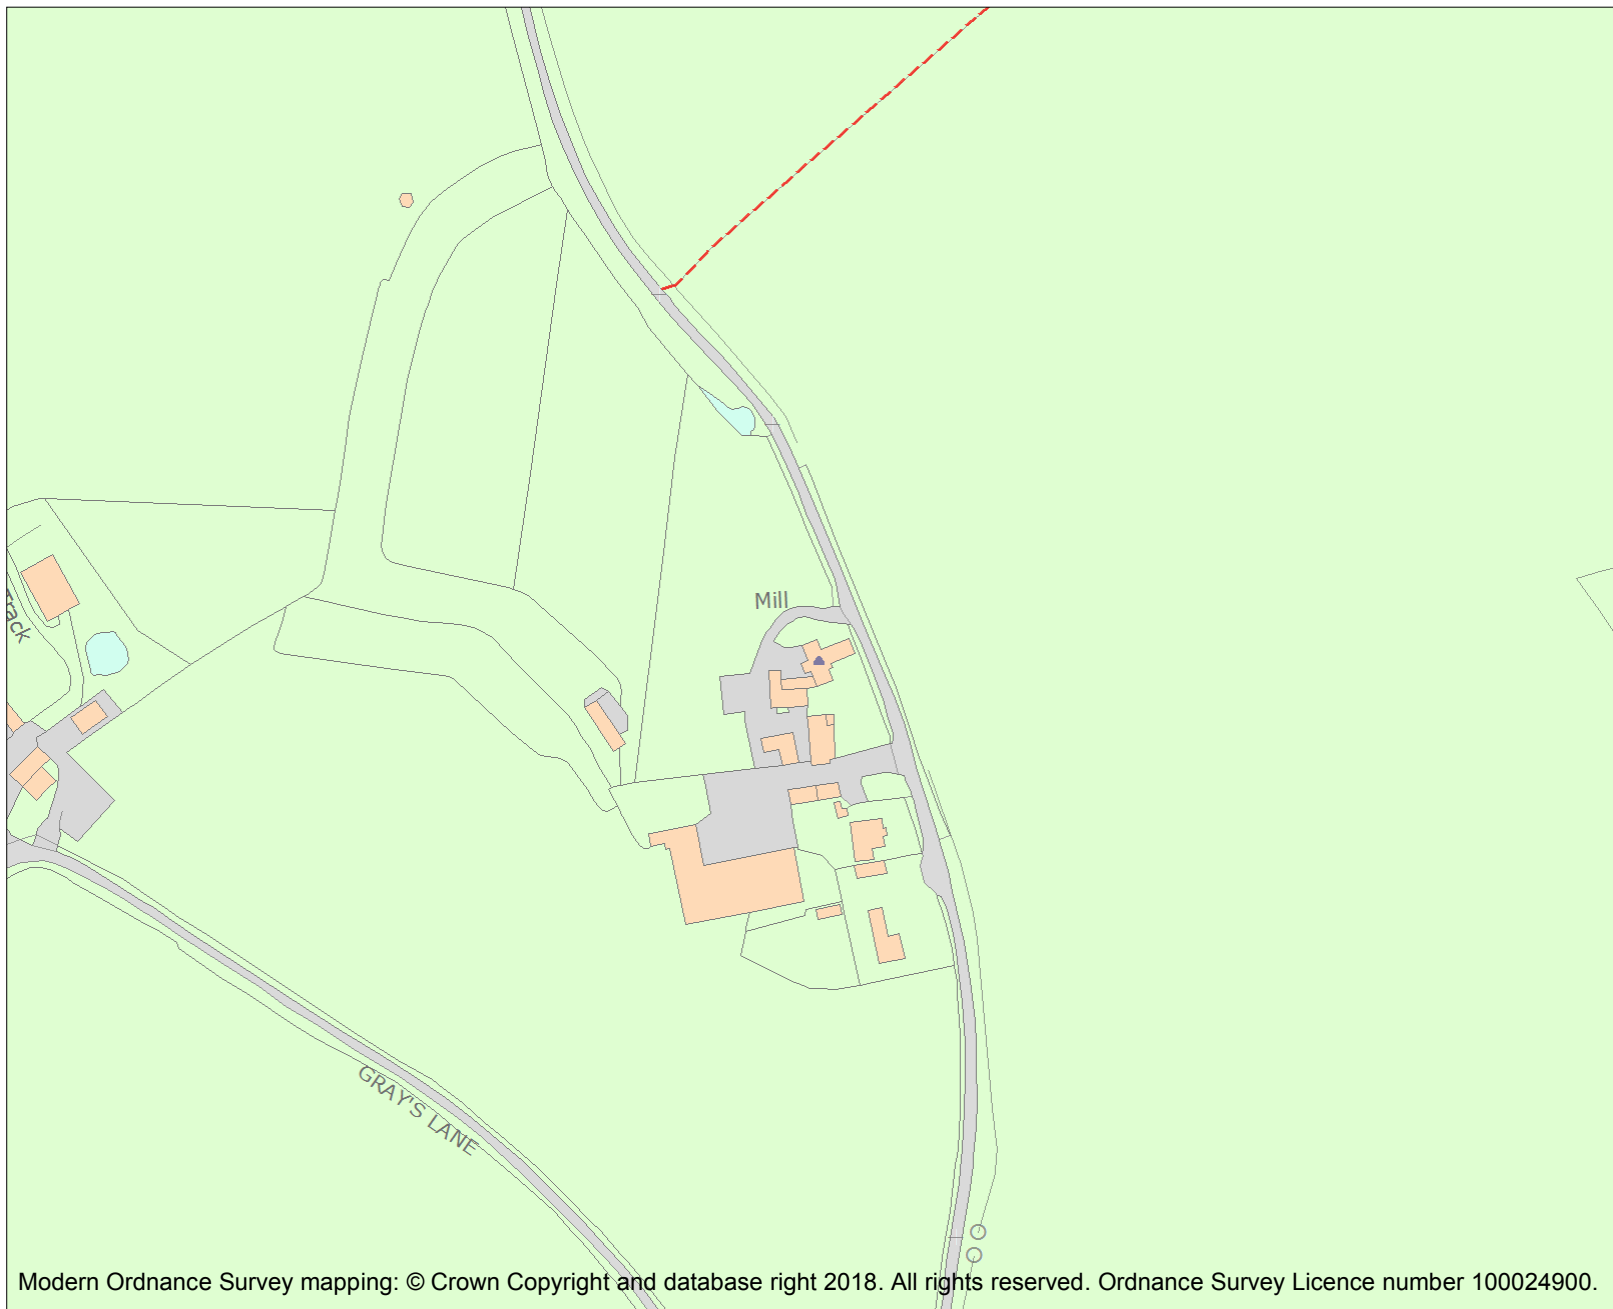 Mill
Track
GRAY'S LANE
Modern Ordnance Survey mapping: © Crown Copyright and database right 2018. All rights reserved. Ordnance Survey Licence number 100024900.